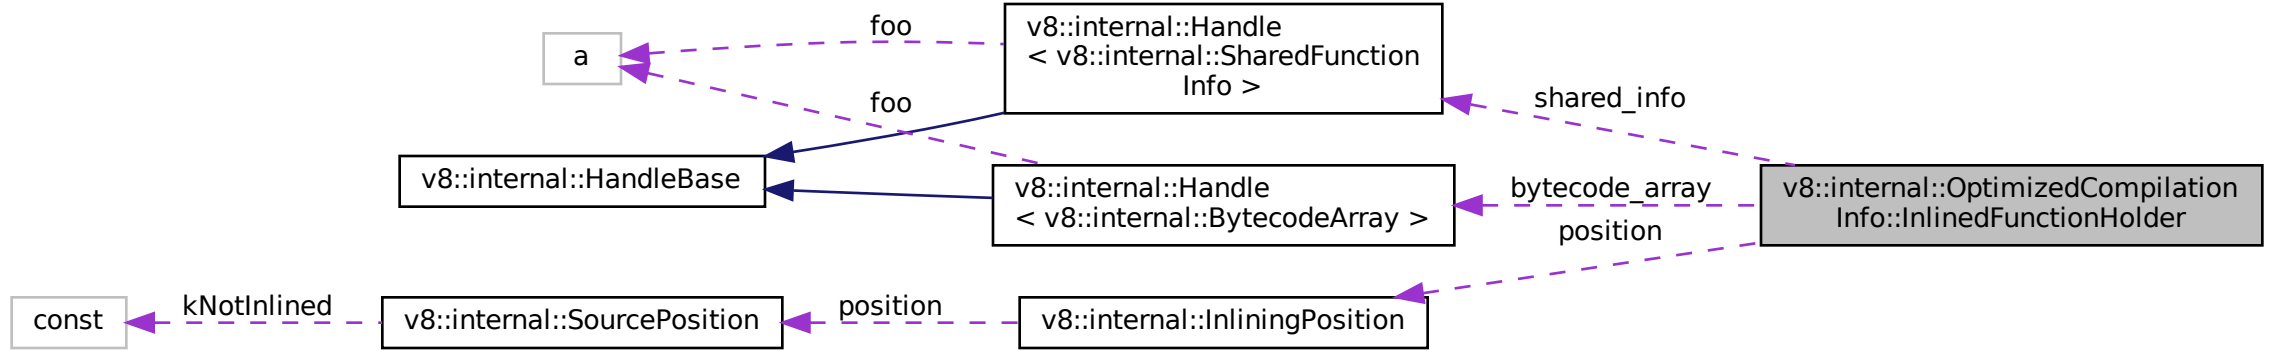 foo
v8::internal::Handle
< v8::internal::SharedFunction
Info >
a
shared_info
foo
v8::internal::HandleBase
v8::internal::Handle
< v8::internal::BytecodeArray >
bytecode_array
v8::internal::OptimizedCompilation
Info::InlinedFunctionHolder
position
const
kNotInlined
v8::internal::SourcePosition
position
v8::internal::InliningPosition